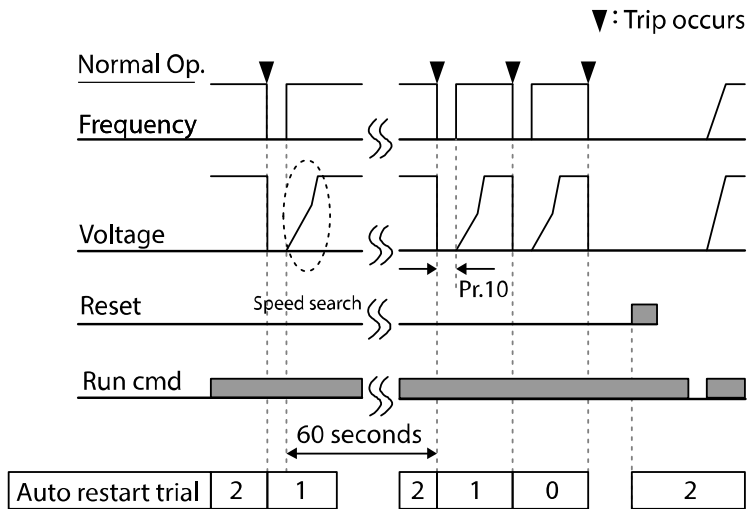 ▼: Trip occurs
Normal Op.
Frequency
Voltage
Pr.10
Reset
Speed search
Run cmd
60 seconds
Auto restart trial 2 1 2 1 0 2